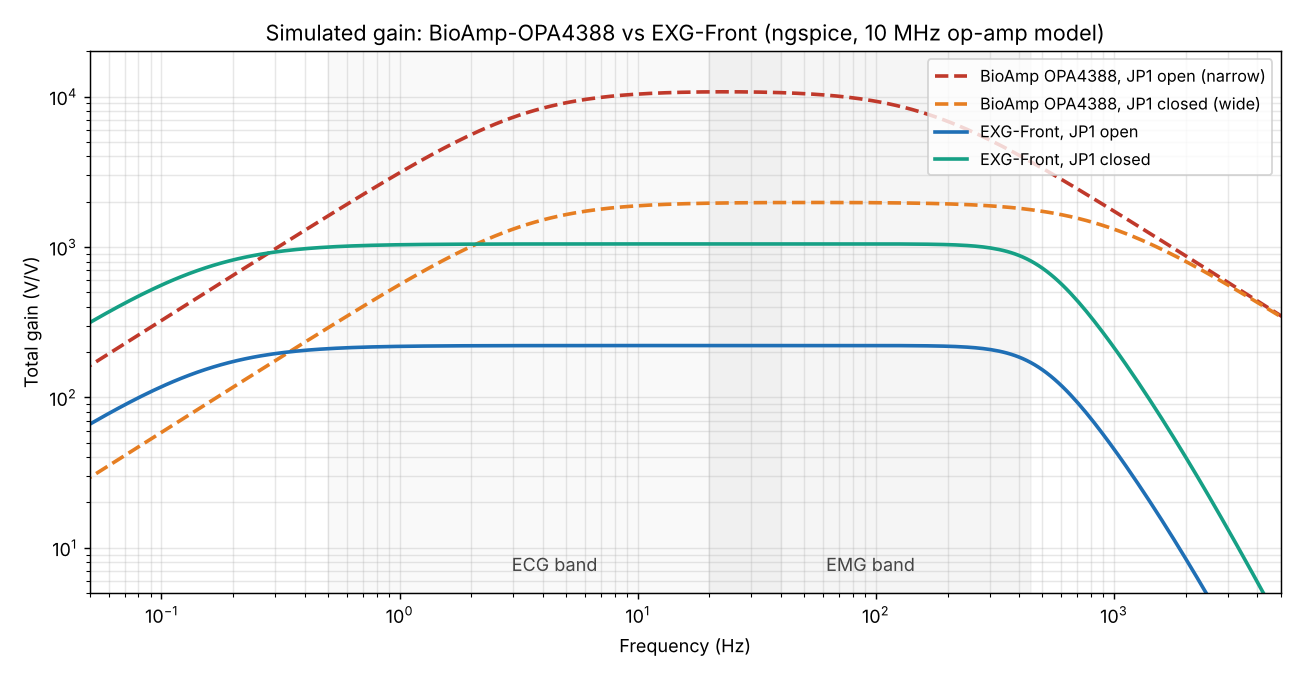 Simulated gain: BioAmp-OPA4388 vs EXG-Front (ngspice, 10 MHz op-amp model)
BioAmp OPA4388, JP1 open (narrow)
BioAmp OPA4388, JP1 closed (wide)
EXG-Front, JP1 open
EXG-Front, JP1 closed
Total gain (V/V)
10⁴
10³
10²
10¹
ECG band
EMG band
10⁻¹
10⁰
10¹
10²
10³
Frequency (Hz)